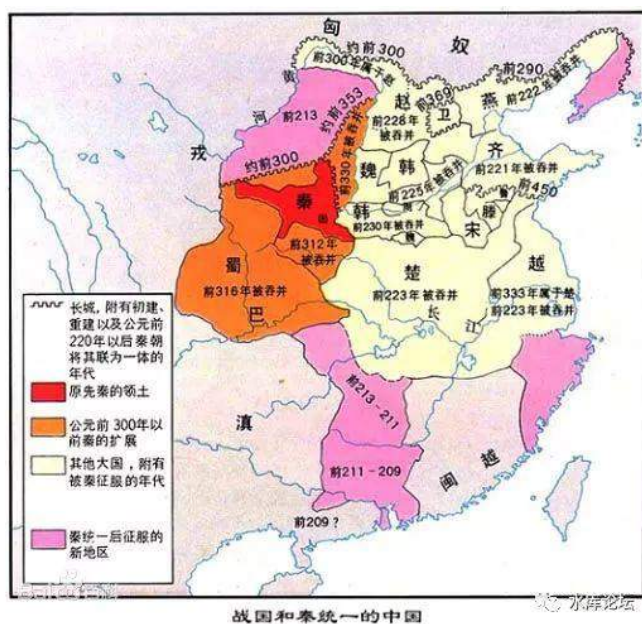 匈 奴
约前300
前300年属于赵
黄
河
前213
约前353
赵
前369
卫
前290
燕
前222年被吞并
前228年
被吞并
戎
约前300
前330年被吞并
魏
韩
齐
前221年被吞并
前225年被吞并
前450
秦
韩
前230年被吞并
魏
宋
滕
前312年
被吞并
蜀
前316年被吞并
巴
楚
前223年被吞并
长 江
越
前333年属于楚
前223年被吞并
长城,附有初建、
重建以及公元前
220年以后秦朝
将其联为一体的
年代
原先秦的领土
公元前 300年以
前秦的扩展
其他大国,附有
被秦征服的年代
秦统一后征服的
新地区
滇
前213-211
前211-209
前209?
闽 越
Bai 百科
水库论坛
战国和秦统一的中国